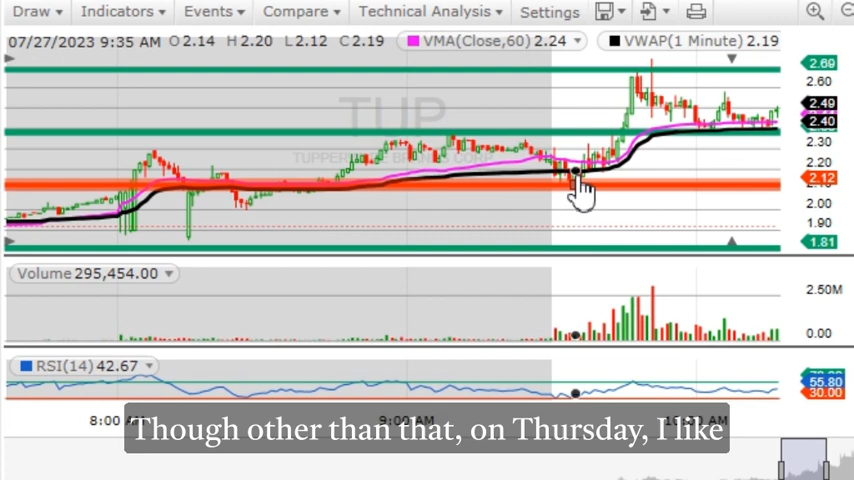 Draw Indicators Events Compare Technical Analysis Settings
07/27/2023 9:35 AM O 2.14 H 2.20 L 2.12 C 2.19 VMA(Close,60) 2.24 VWAP(1 Minute) 2.19
2.69
2.60
2.49
2.40
2.30
2.20
2.12
2.00
1.90
1.81
TUP
Volume 295,454.00
2.50M
0.00
RSI(14) 42.67
55.80
30.00
8:00 AM 9:00 AM
Though other than that, on Thursday, I like